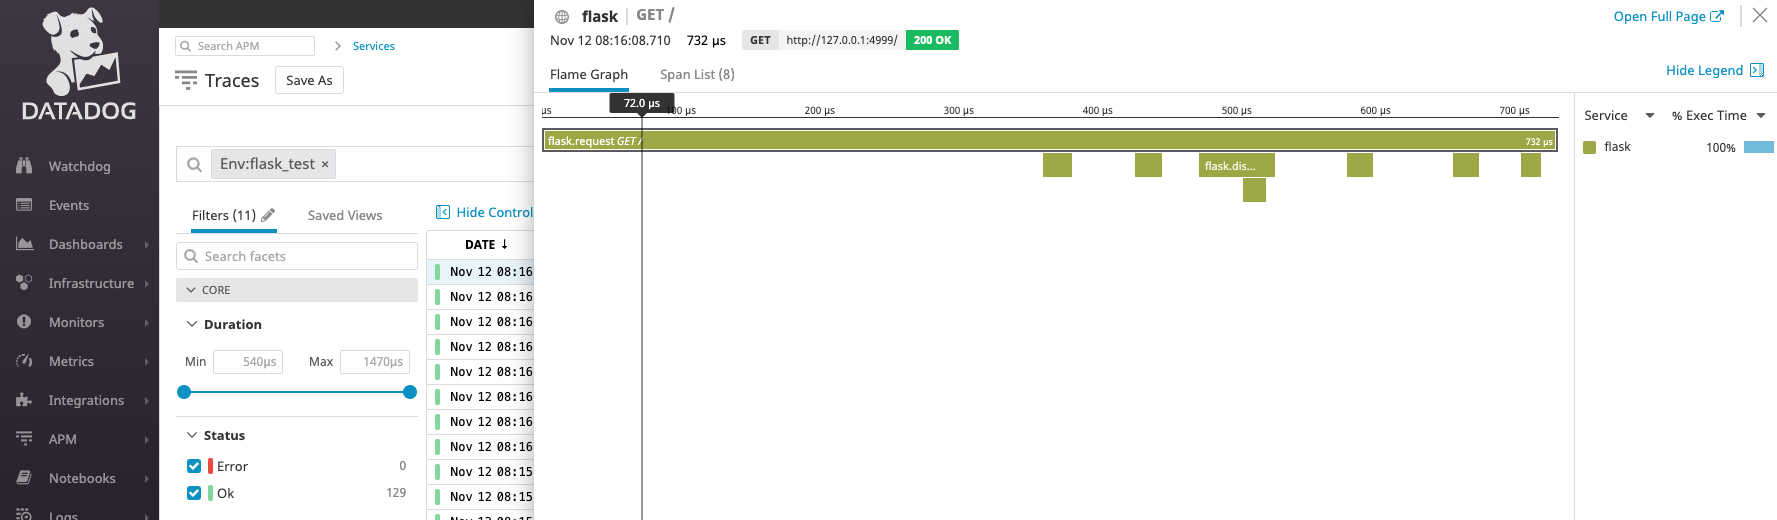 DATADOG
Watchdog
Events
Dashboards
Infrastructure
Monitors
Metrics
Integrations
APM
Notebooks
Logs
Search APM
Services
Traces
Save As
Env:flask_test ×
Filters (11)
Saved Views
Hide Control
Search facets
CORE
Duration
Min 540µs Max 1470µs
Status
Error 0
Ok 129
DATE ↓
Nov 12 08:16
Nov 12 08:16
Nov 12 08:16
Nov 12 08:16
Nov 12 08:16
Nov 12 08:16
Nov 12 08:16
Nov 12 08:16
Nov 12 08:15
Nov 12 08:15
flask GET /
Open Full Page
Nov 12 08:16:08.710 732 µs GET http://127.0.0.1:4999/ 200 OK
Flame Graph Span List (8)
Hide Legend
72.0 µs
µs 100 µs 200 µs 300 µs 400 µs 500 µs 600 µs 700 µs
flask.request GET / 732 µs
flask.dis...
Service % Exec Time
flask 100%